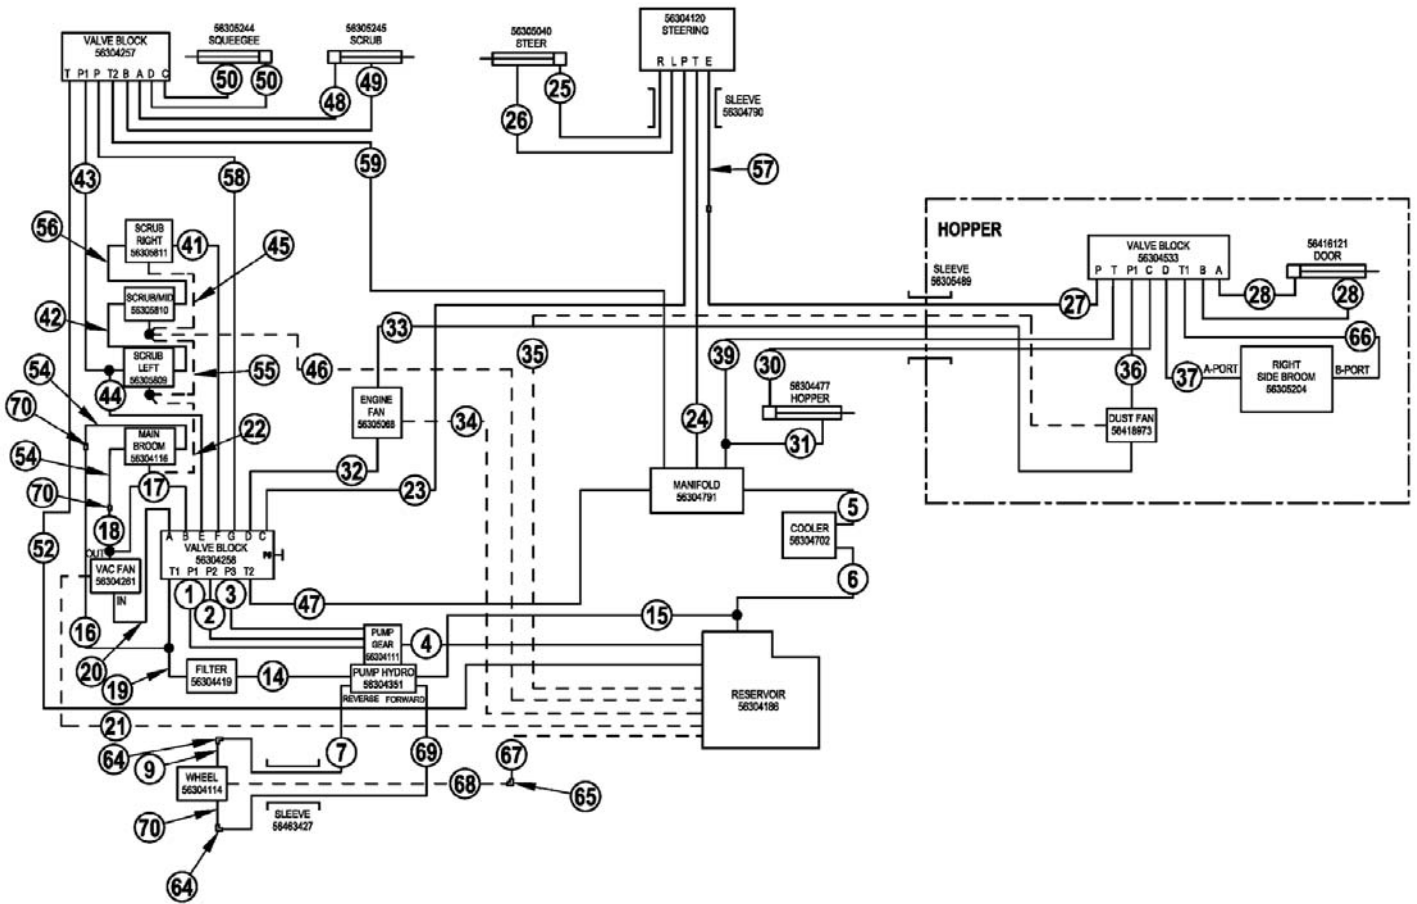 56305244
SQUEEGEE
56305245
SCRUB
56305040
STEER
56304120
STEERING
R L P T E
VALVE BLOCK
56304257
T P1 P T2 B A D C
50
50
48
49
25
26
SLEEVE
56304790
59
57
43
58
HOPPER
SCRUB
RIGHT
56305811
56
41
45
SLEEVE
56305489
VALVE BLOCK
56304533
P T P1 C D T1 B A
56416121
DOOR
27
28
28
SCRUB/MID
56305810
42
33
35
39
30
46
66
SCRUB
LEFT
56305809
55
44
54
36
37
A-PORT
RIGHT
SIDE BROOM
56305204
B-PORT
56304477
HOPPER
ENGINE
FAN
56305068
34
24
31
DUST FAN
56418973
70
22
MAIN
BROOM
56304116
54
17
32
23
MANIFOLD
56304791
70
18
5
COOLER
56304702
52
OUT
A B E F G D C
VALVE BLOCK
56304258
T1 P1 P2 P3 T2
VAC FAN
56304261
IN
1
2
3
47
6
15
16
20
19
PUMP
GEAR
56304111
4
FILTER
56304419
14
PUMP HYDRO
56304351
REVERSE FORWARD
RESERVOIR
56304186
21
64
9
7
69
67
WHEEL
56304114
68
65
70
SLEEVE
56463427
64